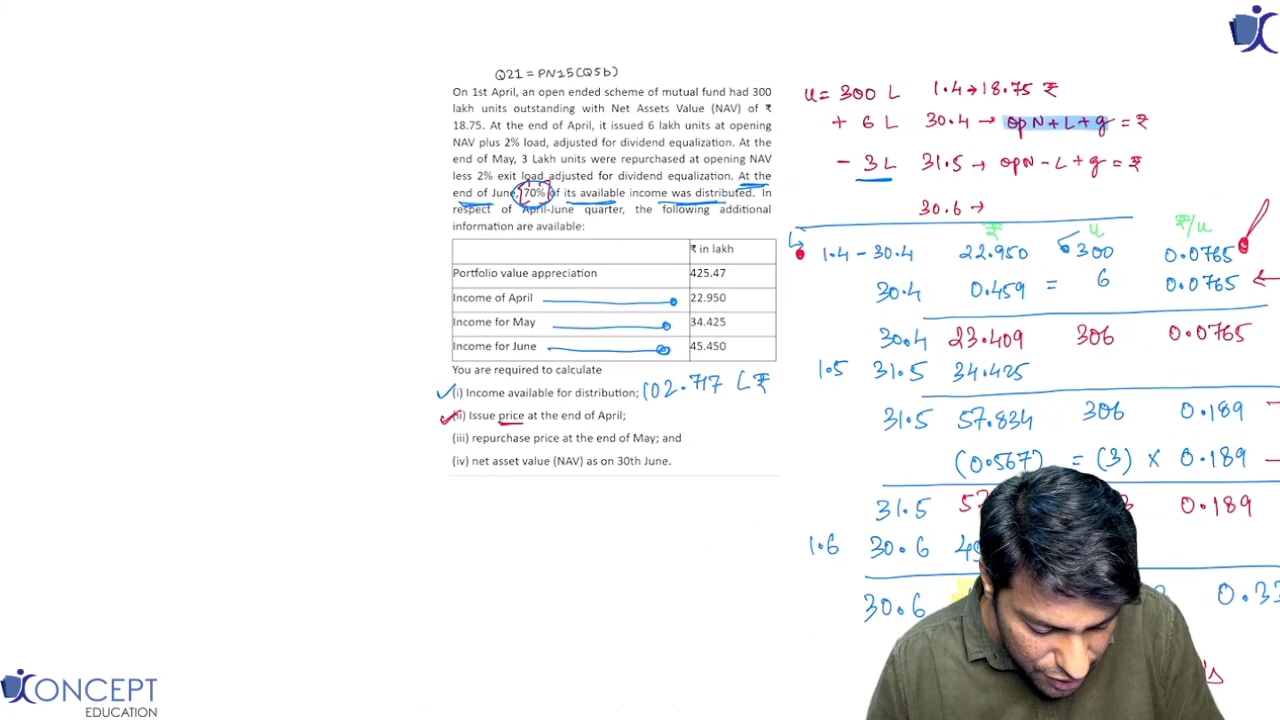 Q21 = PN15(Q5b)
On 1st April, an open ended scheme of mutual fund had 300
lakh units outstanding with Net Assets Value (NAV) of ₹
18.75. At the end of April, it issued 6 lakh units at opening
NAV plus 2% load, adjusted for dividend equalization. At the
end of May, 3 Lakh units were repurchased at opening NAV
less 2% exit load adjusted for dividend equalization. At the
end of June, 70% of its available income was distributed. In
respect of April-June quarter, the following additional
information are available:
₹ in lakh
Portfolio value appreciation 425.47
Income of April 22.950
Income for May 34.425
Income for June 45.450
You are required to calculate
(i) Income available for distribution; 102.717 L₹
(ii) Issue price at the end of April;
(iii) repurchase price at the end of May; and
(iv) net asset value (NAV) as on 30th June.
u = 300 L 1.4 → 18.75 ₹
+ 6 L 30.4 → opN + L + g = ₹
- 3L 31.5 → opN - L + g = ₹
30.6 →
₹ u ₹/u
1.4 - 30.4 22.950 300 0.0765
30.4 0.459 = 6 0.0765
30.4 23.409 306 0.0765
1.5 31.5 34.425
31.5 57.834 306 0.189
(0.567) = (3) × 0.189
31.5 0.189
1.6 30.6
30.6
CONCEPT
EDUCATION